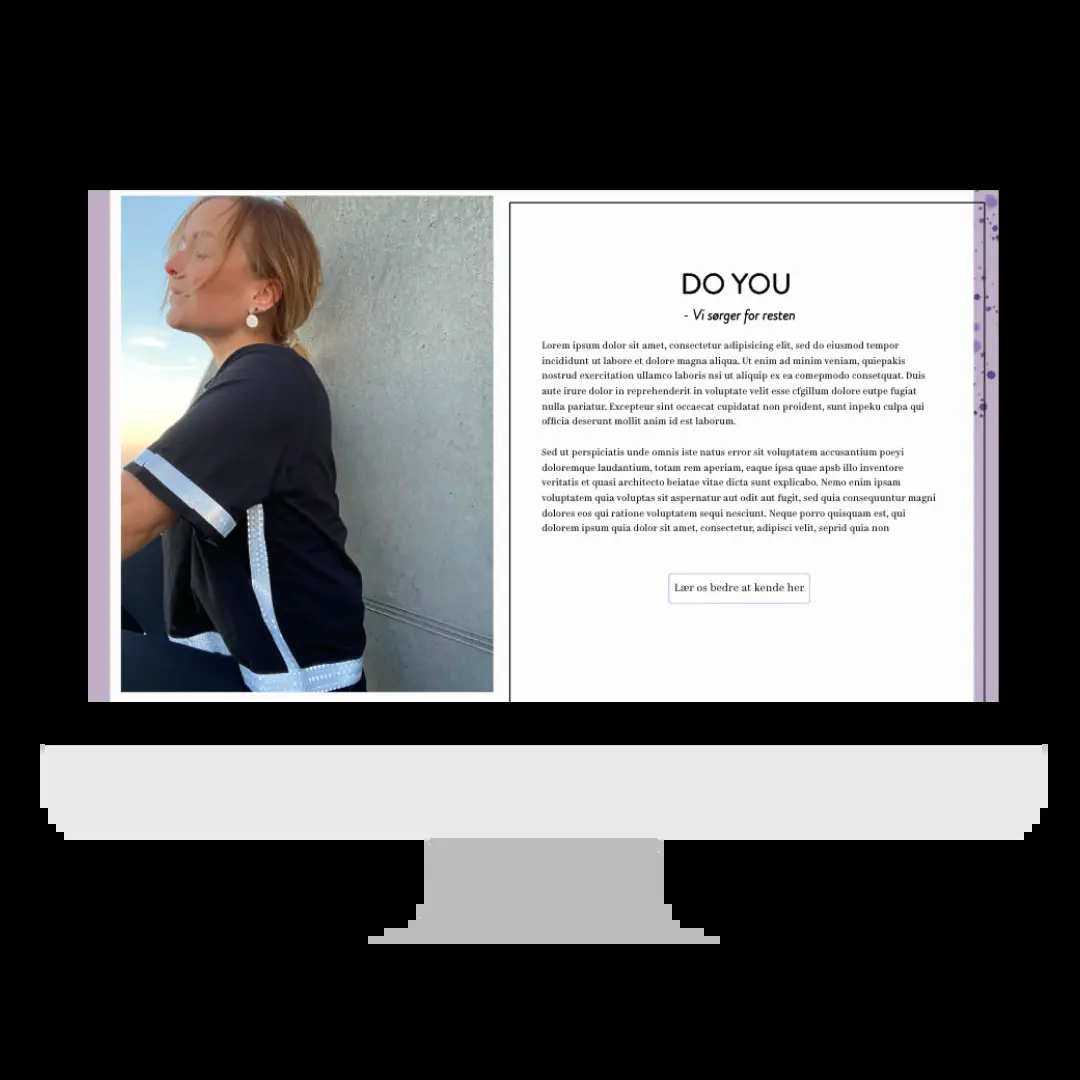 DO YOU
- Vi sørger for resten
Lorem ipsum dolor sit amet, consectetur adipisicing elit, sed do eiusmod tempor
incididunt ut labore et dolore magna aliqua. Ut enim ad minim veniam, quiepakis
nostrud exercitation ullamco laboris nsi ut aliquip ex ea comepmodo consetquat. Duis
aute irure dolor in reprehenderit in voluptate velit esse cfgillum dolore eutpe fugiat
nulla pariatur. Excepteur sint occaecat cupidatat non proident, sunt inpeku culpa qui
officia deserunt mollit anim id est laborum.
Sed ut perspiciatis unde omnis iste natus error sit voluptatem accusantium poeyi
doloremque laudantium, totam rem aperiam, eaque ipsa quae apsb illo inventore
veritatis et quasi architecto beiatae vitae dicta sunt explicabo. Nemo enim ipsam
voluptatem quia voluptas sit aspernatur aut odit aut fugit, sed quia consequuntur magni
dolores eos qui ratione voluptatem sequi nesciunt. Neque porro quisquam est, qui
dolorem ipsum quia dolor sit amet, consectetur, adipisci velit, seprid quia non
Lær os bedre at kende her